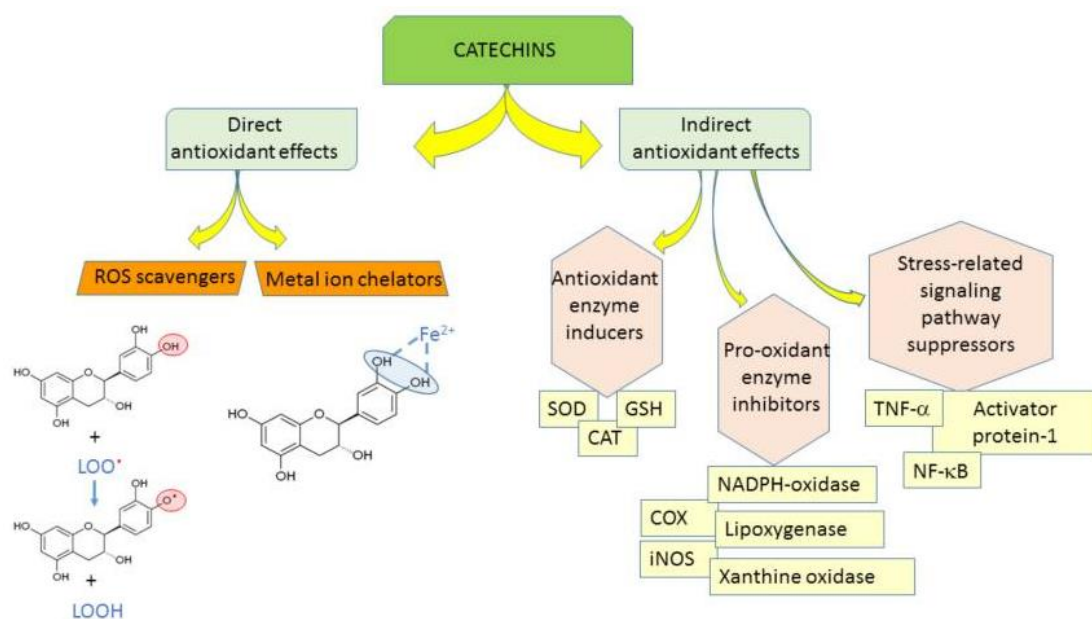 CATECHINS
Direct
antioxidant effects
Indirect
antioxidant effects
ROS scavengers
Metal ion chelators
Antioxidant
enzyme
inducers
Pro-oxidant
enzyme
inhibitors
Stress-related
signaling
pathway
suppressors
SOD
GSH
CAT
NADPH-oxidase
COX
Lipoxygenase
iNOS
Xanthine oxidase
TNF-α
Activator
protein-1
NF-κB
OH
OH
HO
O
OH
OH
+
LOO•
OH
O•
HO
O
OH
OH
+
LOOH
Fe²⁺
OH
OH
HO
O
OH
OH